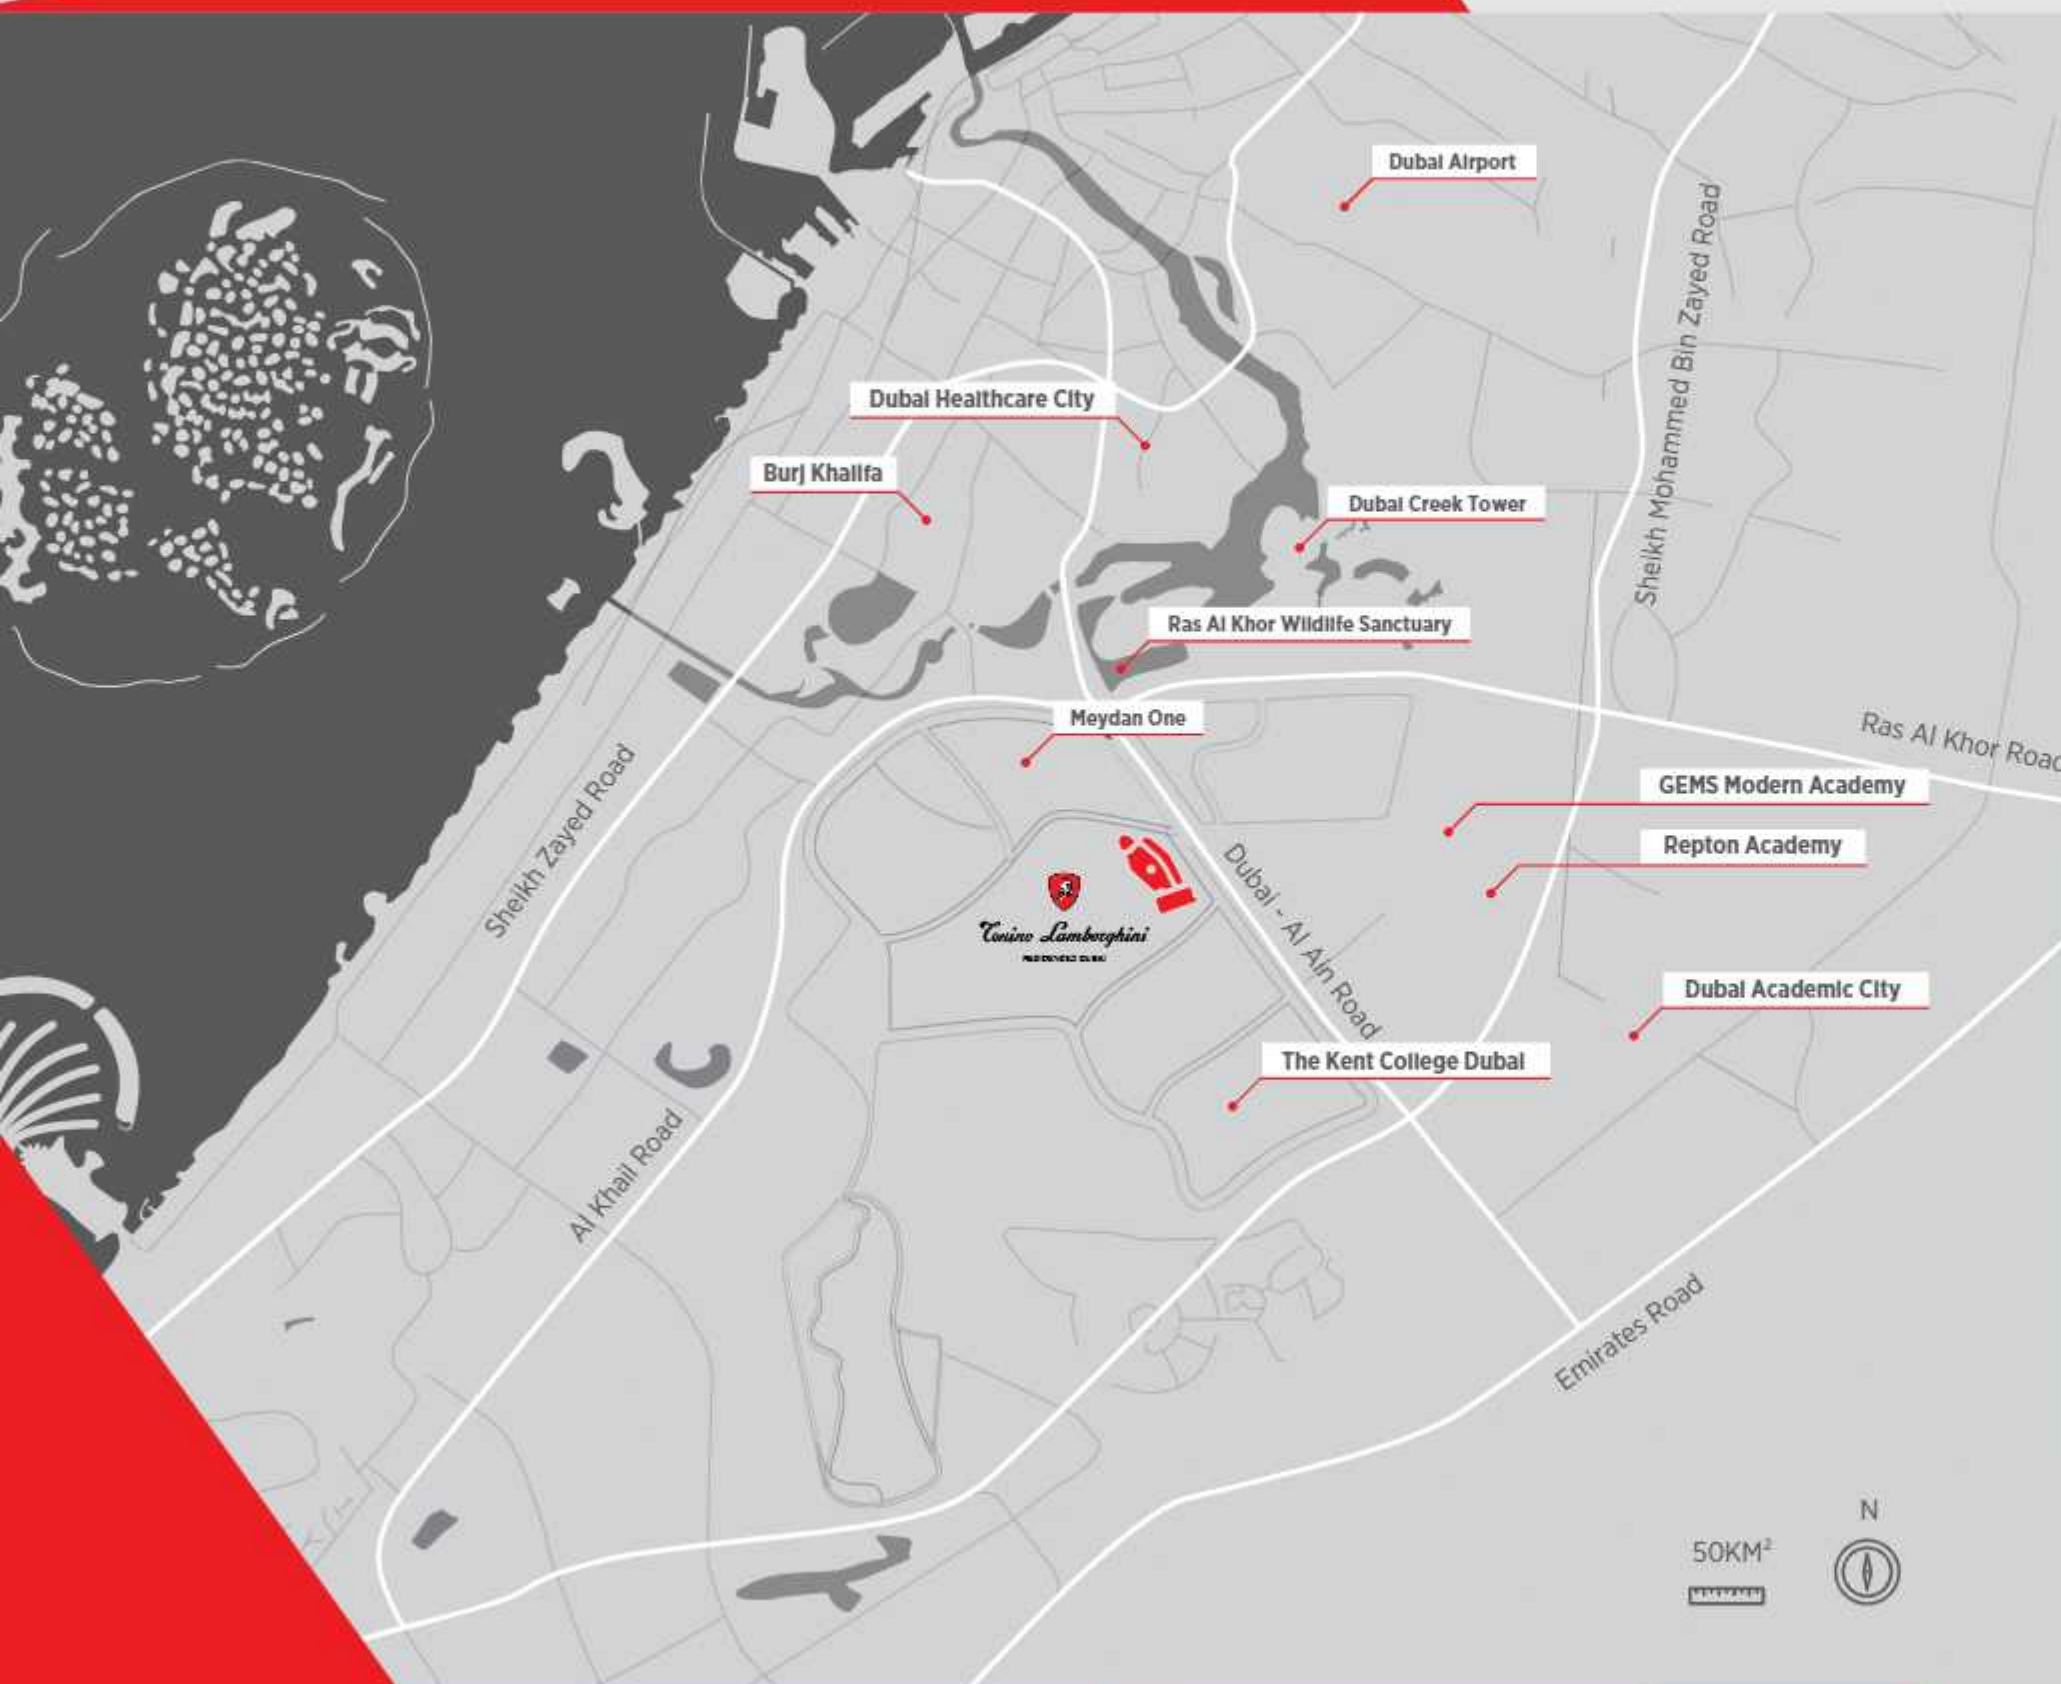 Dubai Airport
Sheikh Mohammed Bin Zayed Road
Dubai Healthcare City
Burj Khalifa
Dubai Creek Tower
Ras Al Khor Wildlife Sanctuary
Meydan One
Ras Al Khor Road
Sheikh Zayed Road
GEMS Modern Academy
Repton Academy
Dubai - Al Ain Road
Tonino Lamborghini
RESIDENCES DUBAI
Dubai Academic City
The Kent College Dubai
Al Khail Road
Emirates Road
N
50KM²